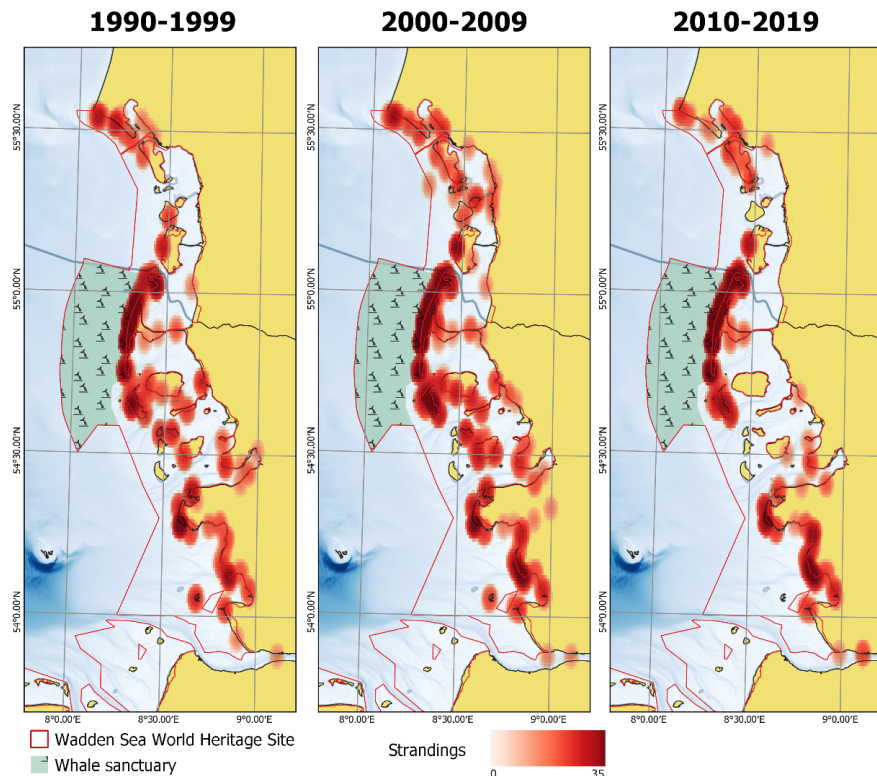 1990-1999
2000-2009
2010-2019
55°30.00'N
55°0.00'N
54°30.00'N
54°0.00'N
55°30.00'N
55°0.00'N
54°30.00'N
54°0.00'N
55°30.00'N
55°0.00'N
54°30.00'N
54°0.00'N
8°0.00'E
8°30.00'E
9°0.00'E
8°0.00'E
8°30.00'E
9°0.00'E
8°0.00'E
8°30.00'E
9°0.00'E
Wadden Sea World Heritage Site
Whale sanctuary
Strandings
0
35